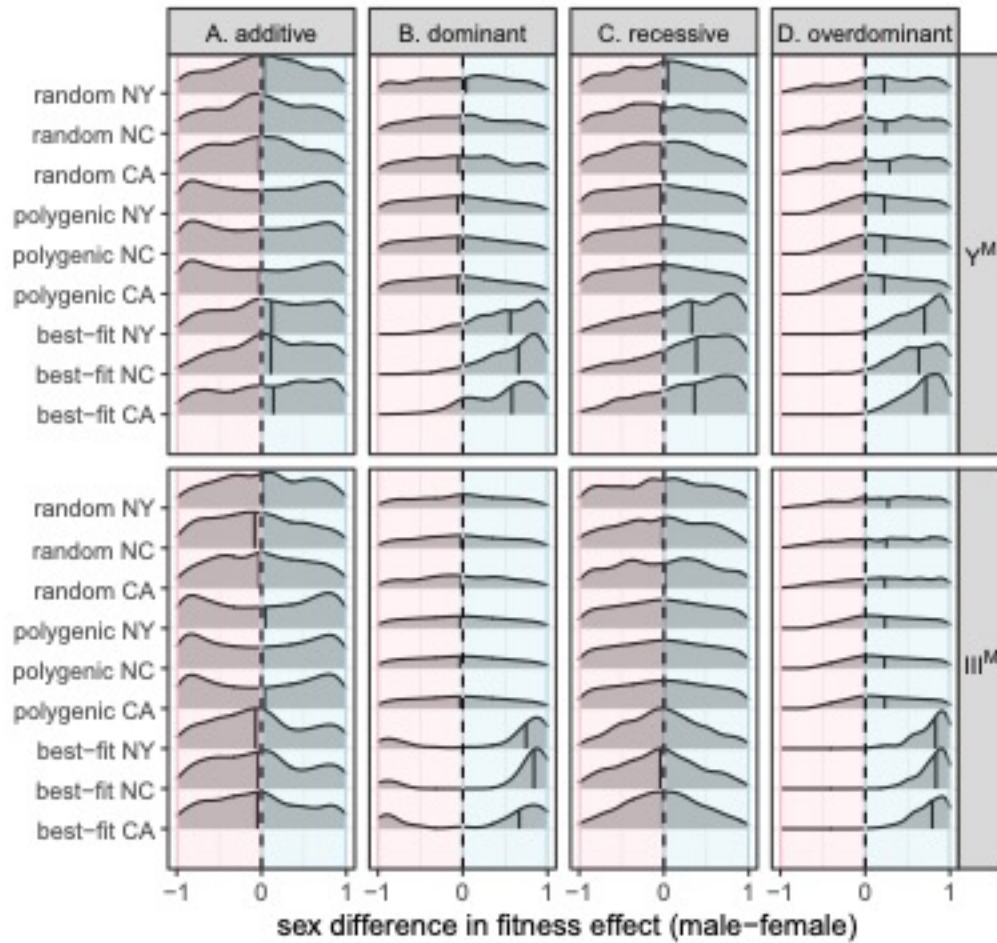 A. additive B. dominant C. recessive D. overdominant
random NY
random NC
random CA
polygenic NY
polygenic NC
polygenic CA
best−fit NY
best−fit NC
best−fit CA
Yᴹ
random NY
random NC
random CA
polygenic NY
polygenic NC
polygenic CA
best−fit NY
best−fit NC
best−fit CA
IIIᴹ
−1 0 1 −1 0 1 −1 0 1 −1 0 1
sex difference in fitness effect (male−female)